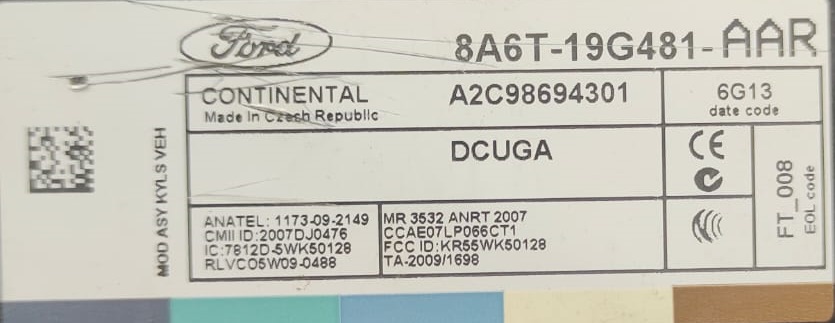 Ford
8A6T-19G481-AAR
CONTINENTAL
Made In Czech Republic
A2C98694301
6G13
date code
DCUGA
CE
MOD ASY KYLS VEH
FT_008
EOL code
ANATEL: 1173-09-2149
CMII ID:2007DJ0476
IC:7812D-5WK50128
RLVCO5W09-0488
MR 3532 ANRT 2007
CCAE07LP066CT1
FCC ID:KR55WK50128
TA-2009/1698